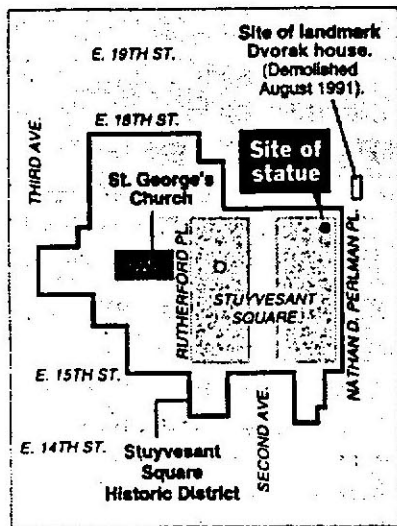 Site of landmark
Dvorak house.
(Demolished
August 1991).
E. 19TH ST.
E. 18TH ST.
THIRD AVE.
Site of
statue
St. George's
Church
RUTHERFORD PL.
STUYVESANT
SQUARE
NATHAN D. PERLMAN PL.
E. 15TH ST.
E. 14TH ST.
SECOND AVE.
Stuyvesant
Square
Historic District